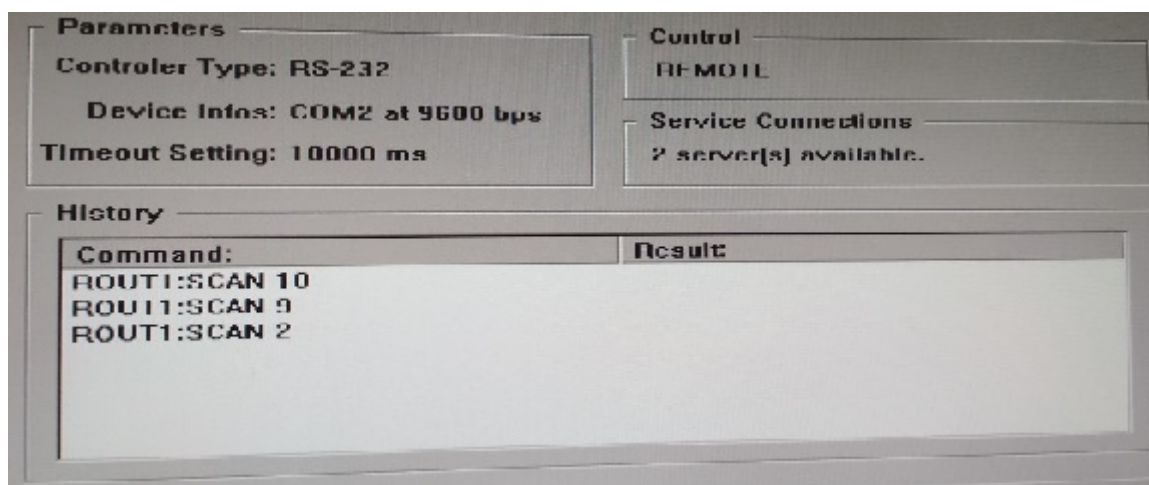 Parameters
Controler Type: RS-232
Device Infos: COM2 at 9600 bps
Timeout Setting: 10000 ms
Control
REMOTE
Service Connections
2 server(s) available.
History
Command:
Result:
ROUT1:SCAN 10
ROUT1:SCAN 9
ROUT1:SCAN 2